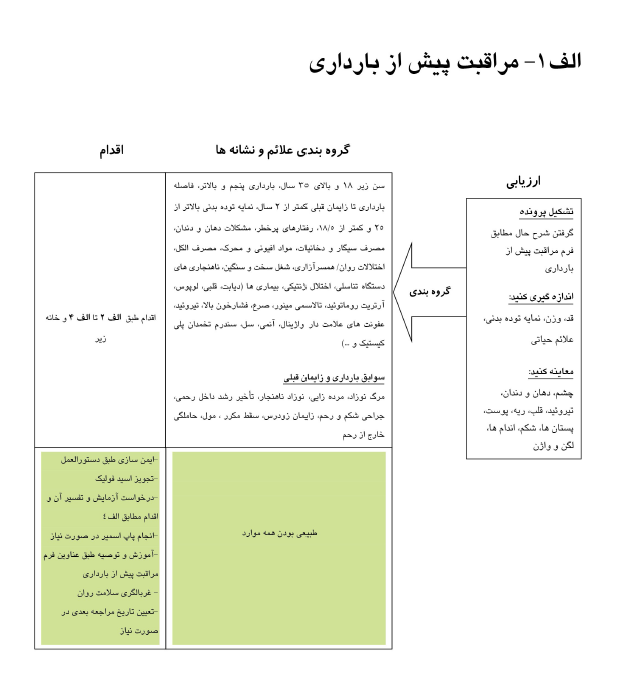 الف۱- مراقبت پیش از بارداری
ارزیابی
تشکیل پرونده
گرفتن شرح حال مطابق
فرم مراقبت پیش از
بارداری
اندازه گیری کنید:
قد، وزن، نمایه توده بدنی،
علائم حیاتی
معاینه کنید:
چشم، دهان و دندان،
تیروئید، قلب، ریه، پوست،
پستان ها، شکم، اندام ها،
لگن و واژن
گروه بندی
گروه بندی علائم و نشانه ها
سن زیر ۱۸ و بالای ۳۵ سال، بارداری پنجم و بالاتر، فاصله
بارداری تا زایمان قبلی کمتر از ۲ سال، نمایه توده بدنی بالاتر از
۲۵ و کمتر از ۱۸/۵، رفتارهای پرخطر، مشکلات دهان و دندان،
مصرف سیگار و دخانیات، مواد افیونی و محرک، مصرف الکل،
اختلالات روان/ همسرآزاری، شغل سخت و سنگین، ناهنجاری های
دستگاه تناسلی، اختلال ژنتیکی، بیماری ها (دیابت، قلبی، لوپوس،
آرتریت روماتوئید، تالاسمی مینور، صرع، فشارخون بالا، تیروئید،
عفونت های علامت دار واژینال، آنمی، سل، سندرم تخمدان پلی
کیستیک و ...)
سوابق بارداری و زایمان قبلی
مرگ نوزاد، مرده زایی، نوزاد ناهنجار، تأخیر رشد داخل رحمی،
جراحی شکم و رحم، زایمان زودرس، سقط مکرر ، مول، حاملگی
خارج از رحم
اقدام
اقدام طبق الف ۲ تا الف ۴ و خانه
زیر
طبیعی بودن همه موارد
-ایمن سازی طبق دستورالعمل
-تجویز اسید فولیک
-درخواست آزمایش و تفسیر آن و
اقدام مطابق الف ٤
-انجام پاپ اسمیر در صورت نیاز
-آموزش و توصیه طبق عناوین فرم
مراقبت پیش از بارداری
- غربالگری سلامت روان
-تعیین تاریخ مراجعه بعدی در
صورت نیاز